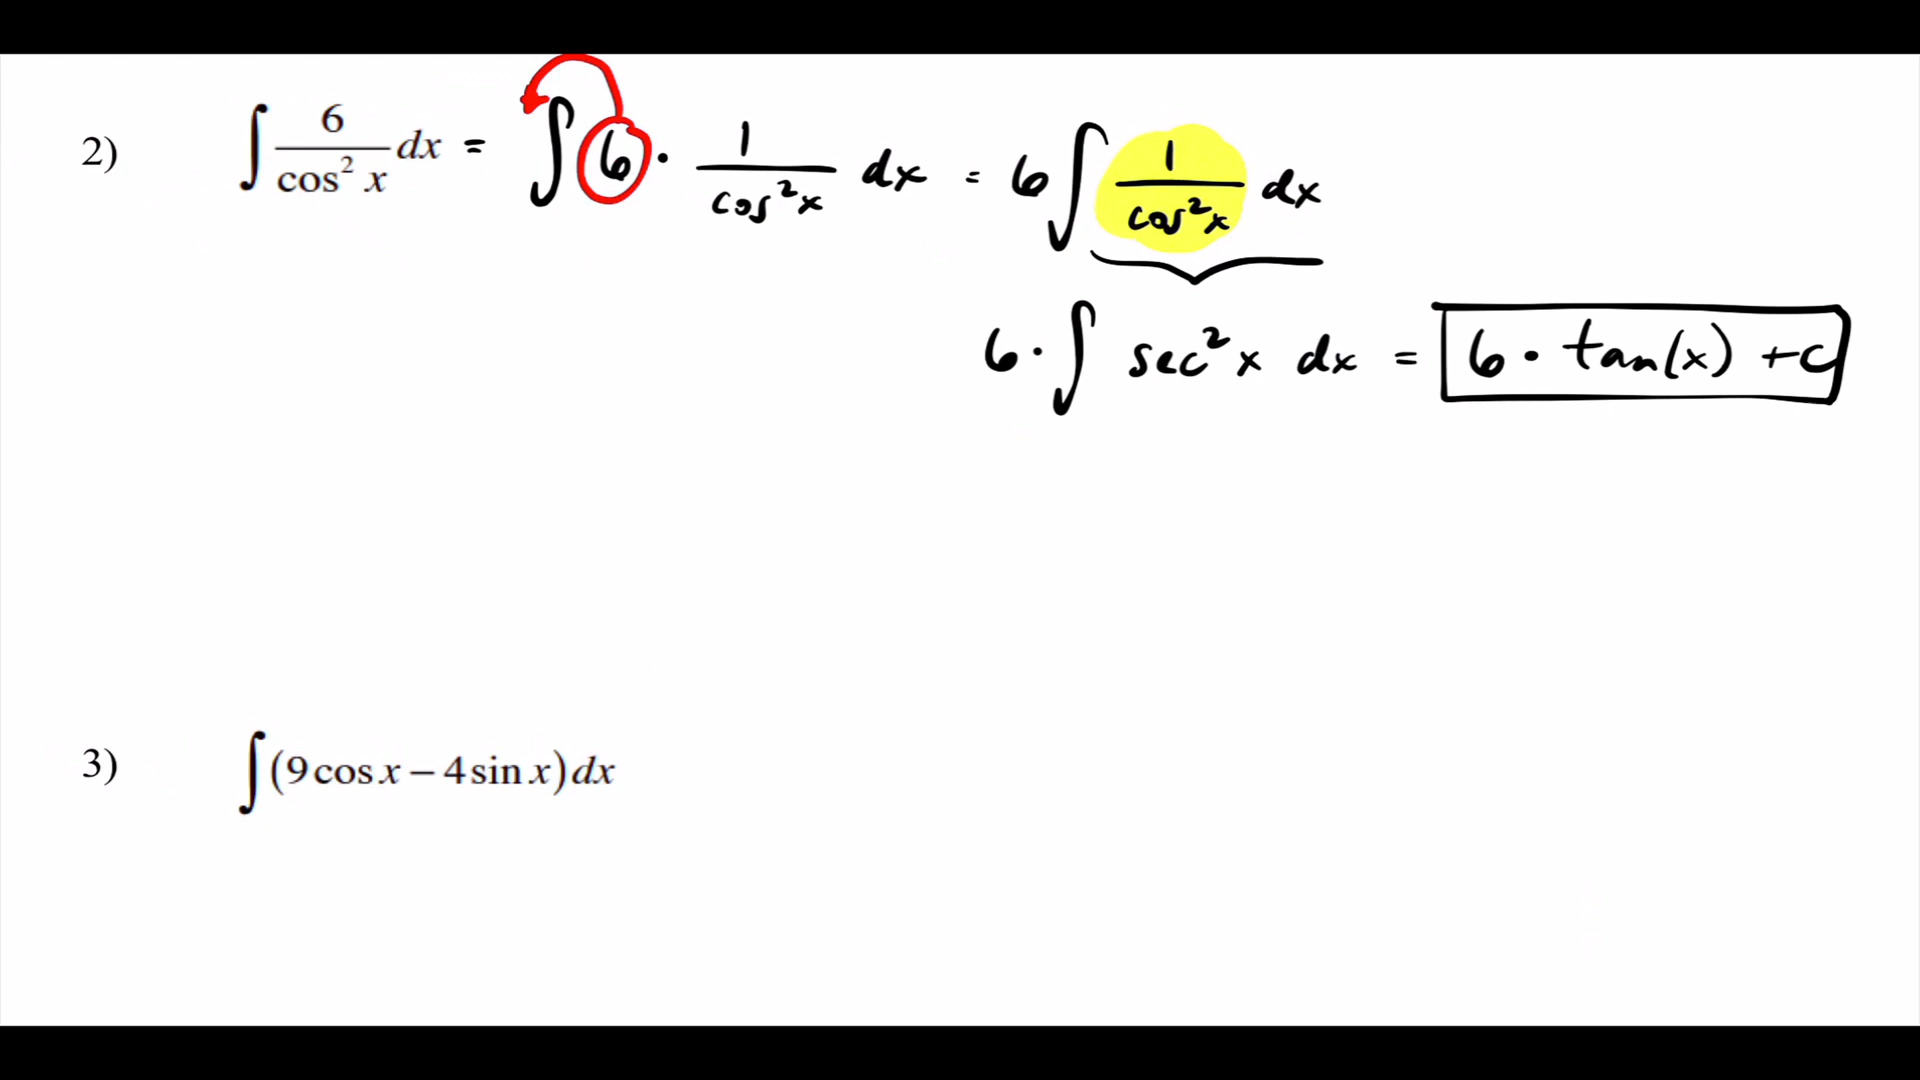 2) ∫ 6/cos² x dx = ∫ 6 · 1/cos²x dx = 6 ∫ 1/cos²x dx
6 · ∫ sec²x dx = 6 · tan(x) + C
3) ∫ (9 cos x − 4 sin x) dx